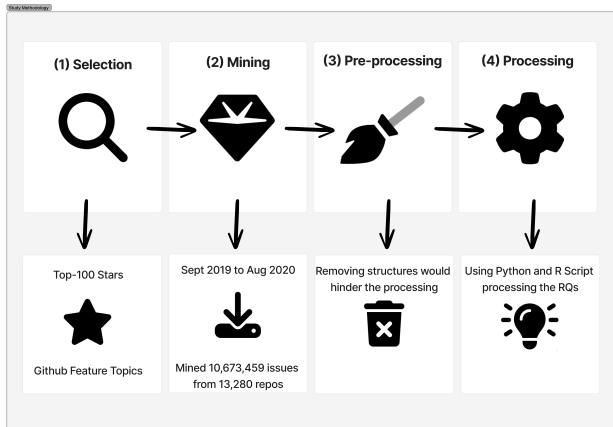 Study Methodology
(1) Selection
(2) Mining
(3) Pre-processing
(4) Processing
Top-100 Stars
Github Feature Topics
Sept 2019 to Aug 2020
Mined 10,673,459 issues
from 13,280 repos
Removing structures would
hinder the processing
Using Python and R Script
processing the RQs